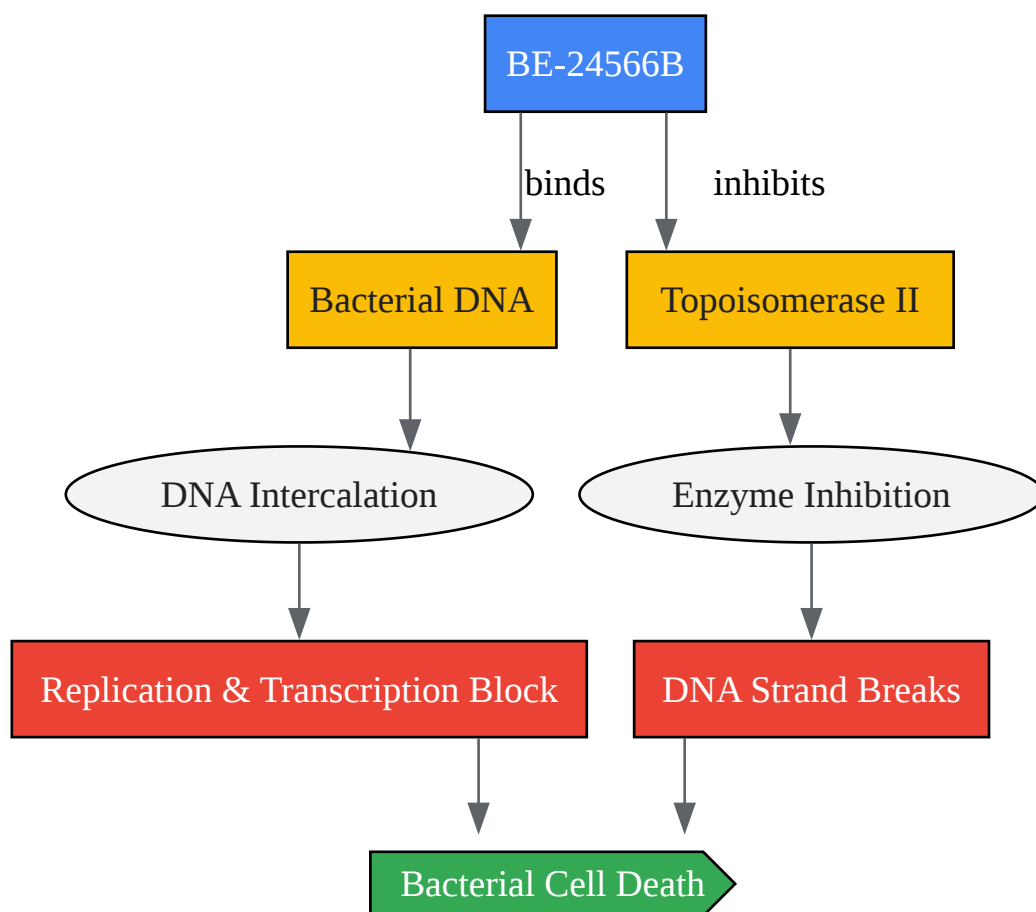 BE-24566B
binds
inhibits
Bacterial DNA
Topoisomerase II
DNA Intercalation
Enzyme Inhibition
Replication & Transcription Block
DNA Strand Breaks
Bacterial Cell Death